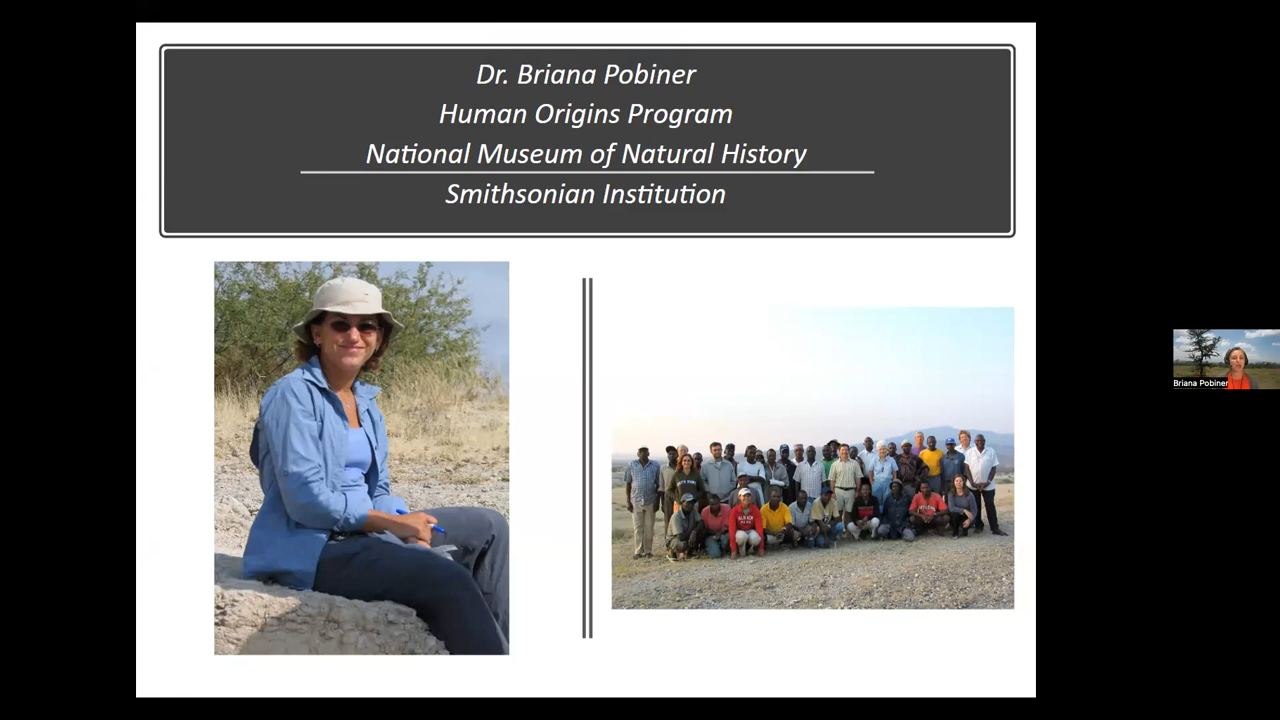 Dr. Briana Pobiner
Human Origins Program
National Museum of Natural History
Smithsonian Institution
Briana Pobiner